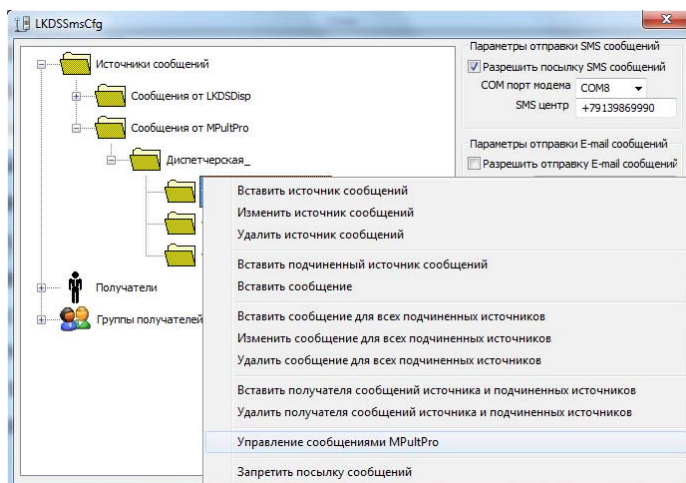 LKDSSmsCfg
Источники сообщений
Сообщения от LKDSDisp
Сообщения от MPultPro
Диспетчерская_
Получатели
Группы получателей
Параметры отправки SMS сообщений
Разрешить посылку SMS сообщений
COM порт модема COM8
SMS центр +79139869990
Параметры отправки E-mail сообщений
Разрешить отправку E-mail сообщений
Вставить источник сообщений
Изменить источник сообщений
Удалить источник сообщений
Вставить подчиненный источник сообщений
Вставить сообщение
Вставить сообщение для всех подчиненных источников
Изменить сообщение для всех подчиненных источников
Удалить сообщение для всех подчиненных источников
Вставить получателя сообщений источника и подчиненных источников
Удалить получателя сообщений источника и подчиненных источников
Управление сообщениями MPultPro
Запретить посылку сообщений